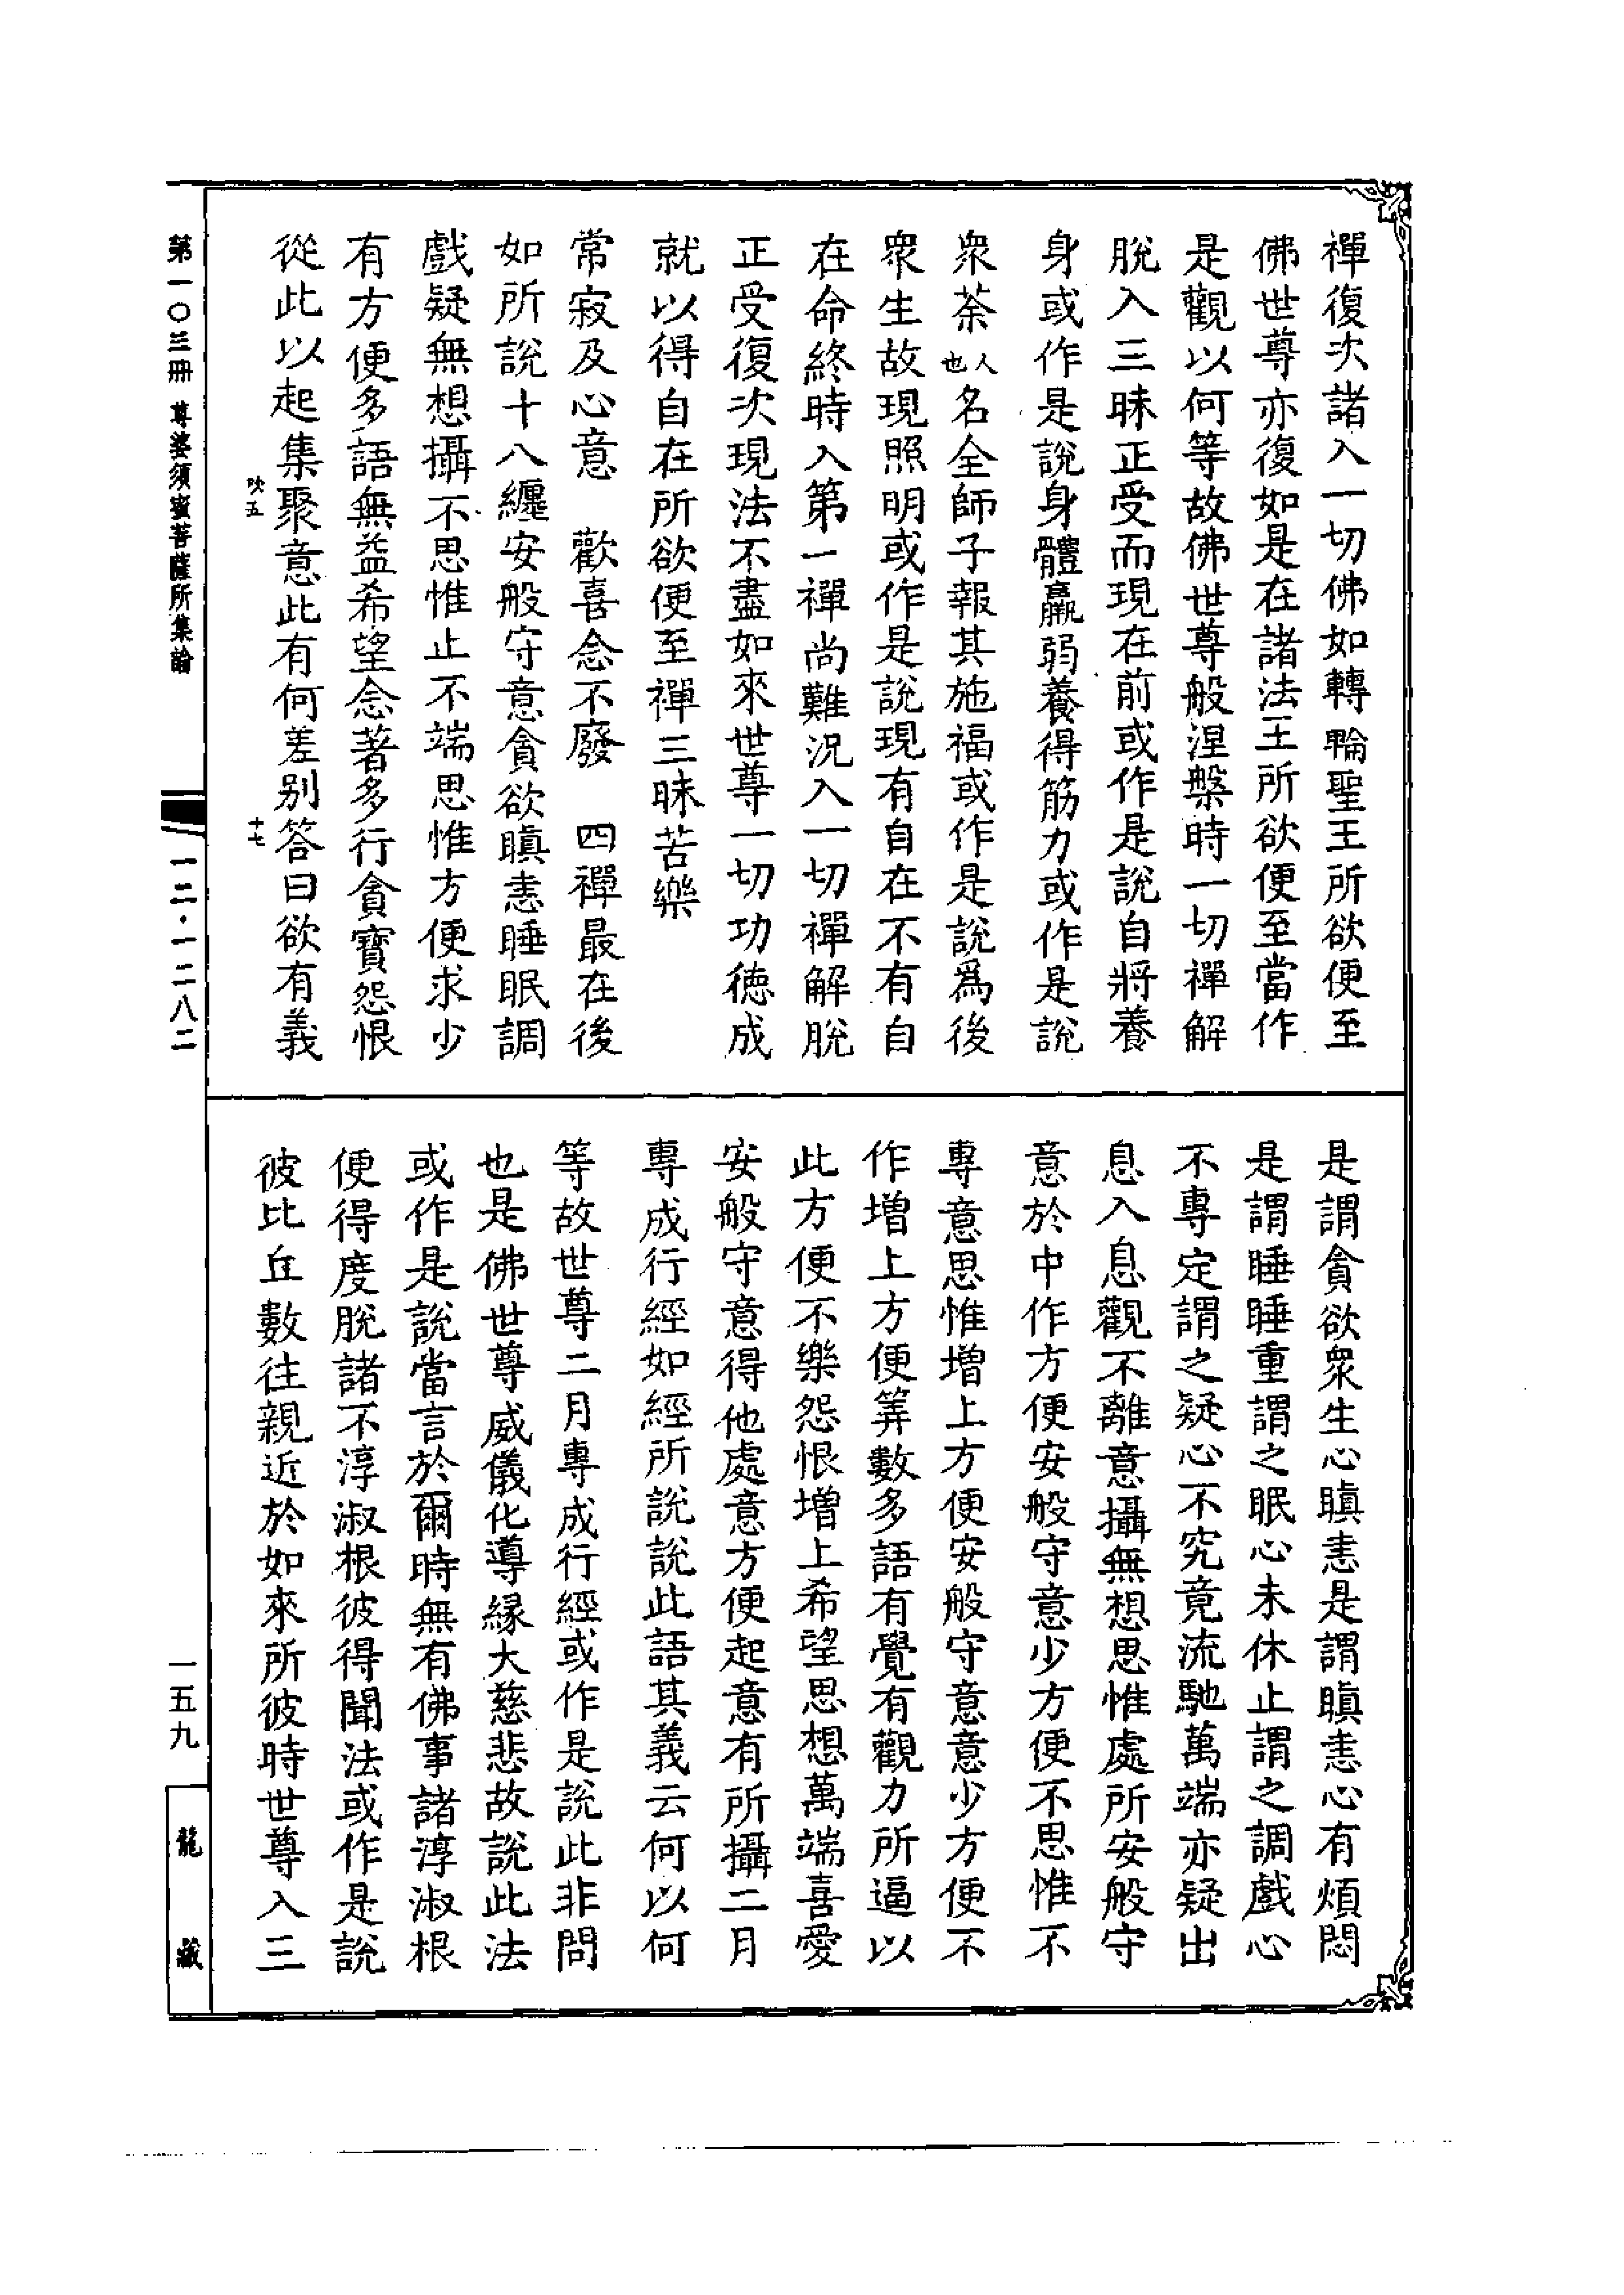 禪復次諸入一切佛如轉輪聖王所欲便至
佛世尊亦復如是在諸法王所欲便至當作
是觀以何等故佛世尊般涅槃時一切禪解
脫入三昧正受而現在前或作是說自將養
身或作是說身體羸弱養得筋力或作是說
衆荼人也名全師子報其施福或作是說爲後
衆生故現照明或作是說現有自在不有自
在命終時入第一禪尚難況入一切禪解脫
正受復次現法不盡如來世尊一切功德成
就以得自在所欲便至禪三昧苦樂
常寂及心意　歡喜念不廢　四禪最在後
如所說十八纏安般守意貪欲瞋恚睡眠調
戲疑無想攝不思惟止不端思惟方便求少
有方便多語無益希望念著多行貪寶怨恨
從此以起集聚意此有何差别答曰欲有義
是謂貪欲衆生心瞋恚是謂瞋恚心有煩悶
是謂睡睡重謂之眠心未休止謂之調戲心
不專定謂之疑心不究竟流馳萬端亦疑出
息入息觀不離意攝無想思惟處所安般守
意於中作方便安般守意少方便不思惟不
專意思惟增上方便安般守意意少方便不
作增上方便筭數多語有覺有觀力所逼以
此方便不樂怨恨增上希望思想萬端喜愛
安般守意得他處意方便起意有所攝二月
專成行經如經所說說此語其義云何以何
等故世尊二月專成行經或作是說此非問
也是佛世尊威儀化導緣大慈悲故說此法
或作是說當言於爾時無有佛事諸淳淑根
便得度脫諸不淳淑根彼得聞法或作是說
彼比丘數往親近於如來所彼時世尊入三
吠五
十七
第一〇三冊 尊婆須蜜菩薩所集論
一二·一二八二
一五九
龍藏